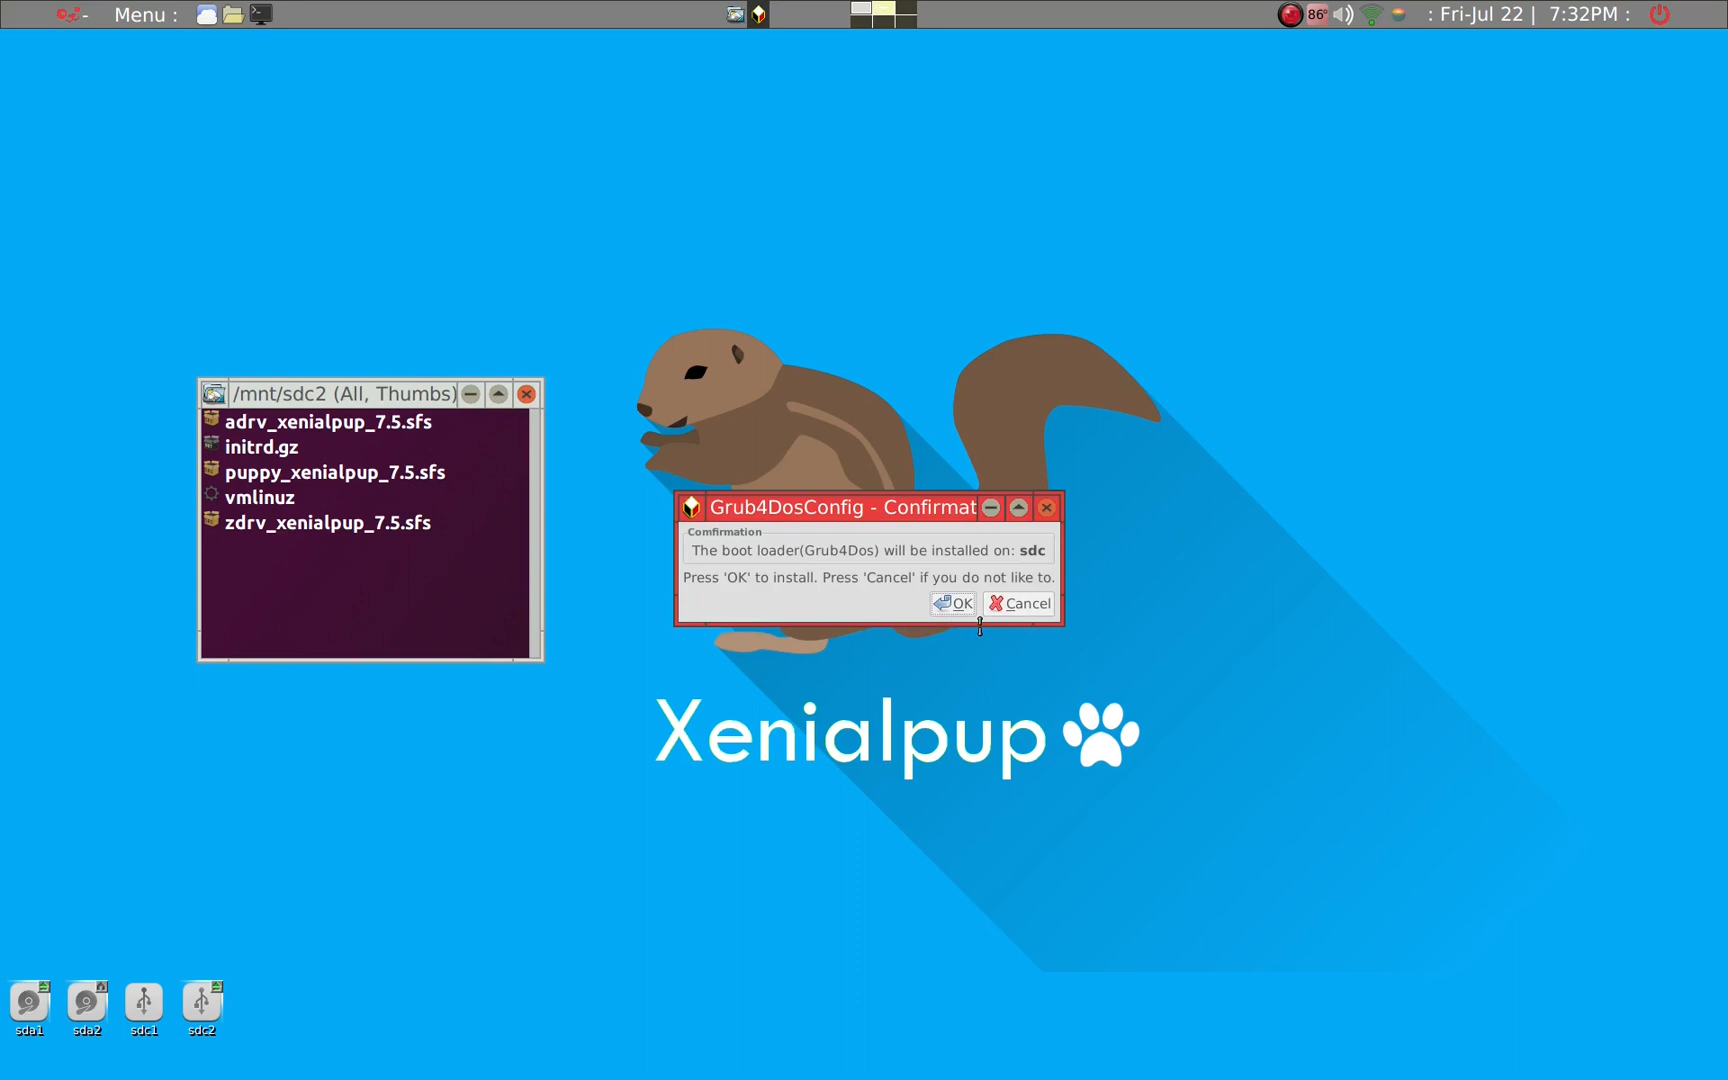 Menu :
86°
: Fri-Jul 22 | 7:32PM :
/mnt/sdc2 (All, Thumbs)
adrv_xenialpup_7.5.sfs
initrd.gz
puppy_xenialpup_7.5.sfs
vmlinuz
zdrv_xenialpup_7.5.sfs
Grub4DosConfig - Confirmat
Comfirmation
The boot loader(Grub4Dos) will be installed on: sdc
Press 'OK' to install. Press 'Cancel' if you do not like to.
OK
Cancel
Xenialpup
sda1
sda2
sdc1
sdc2